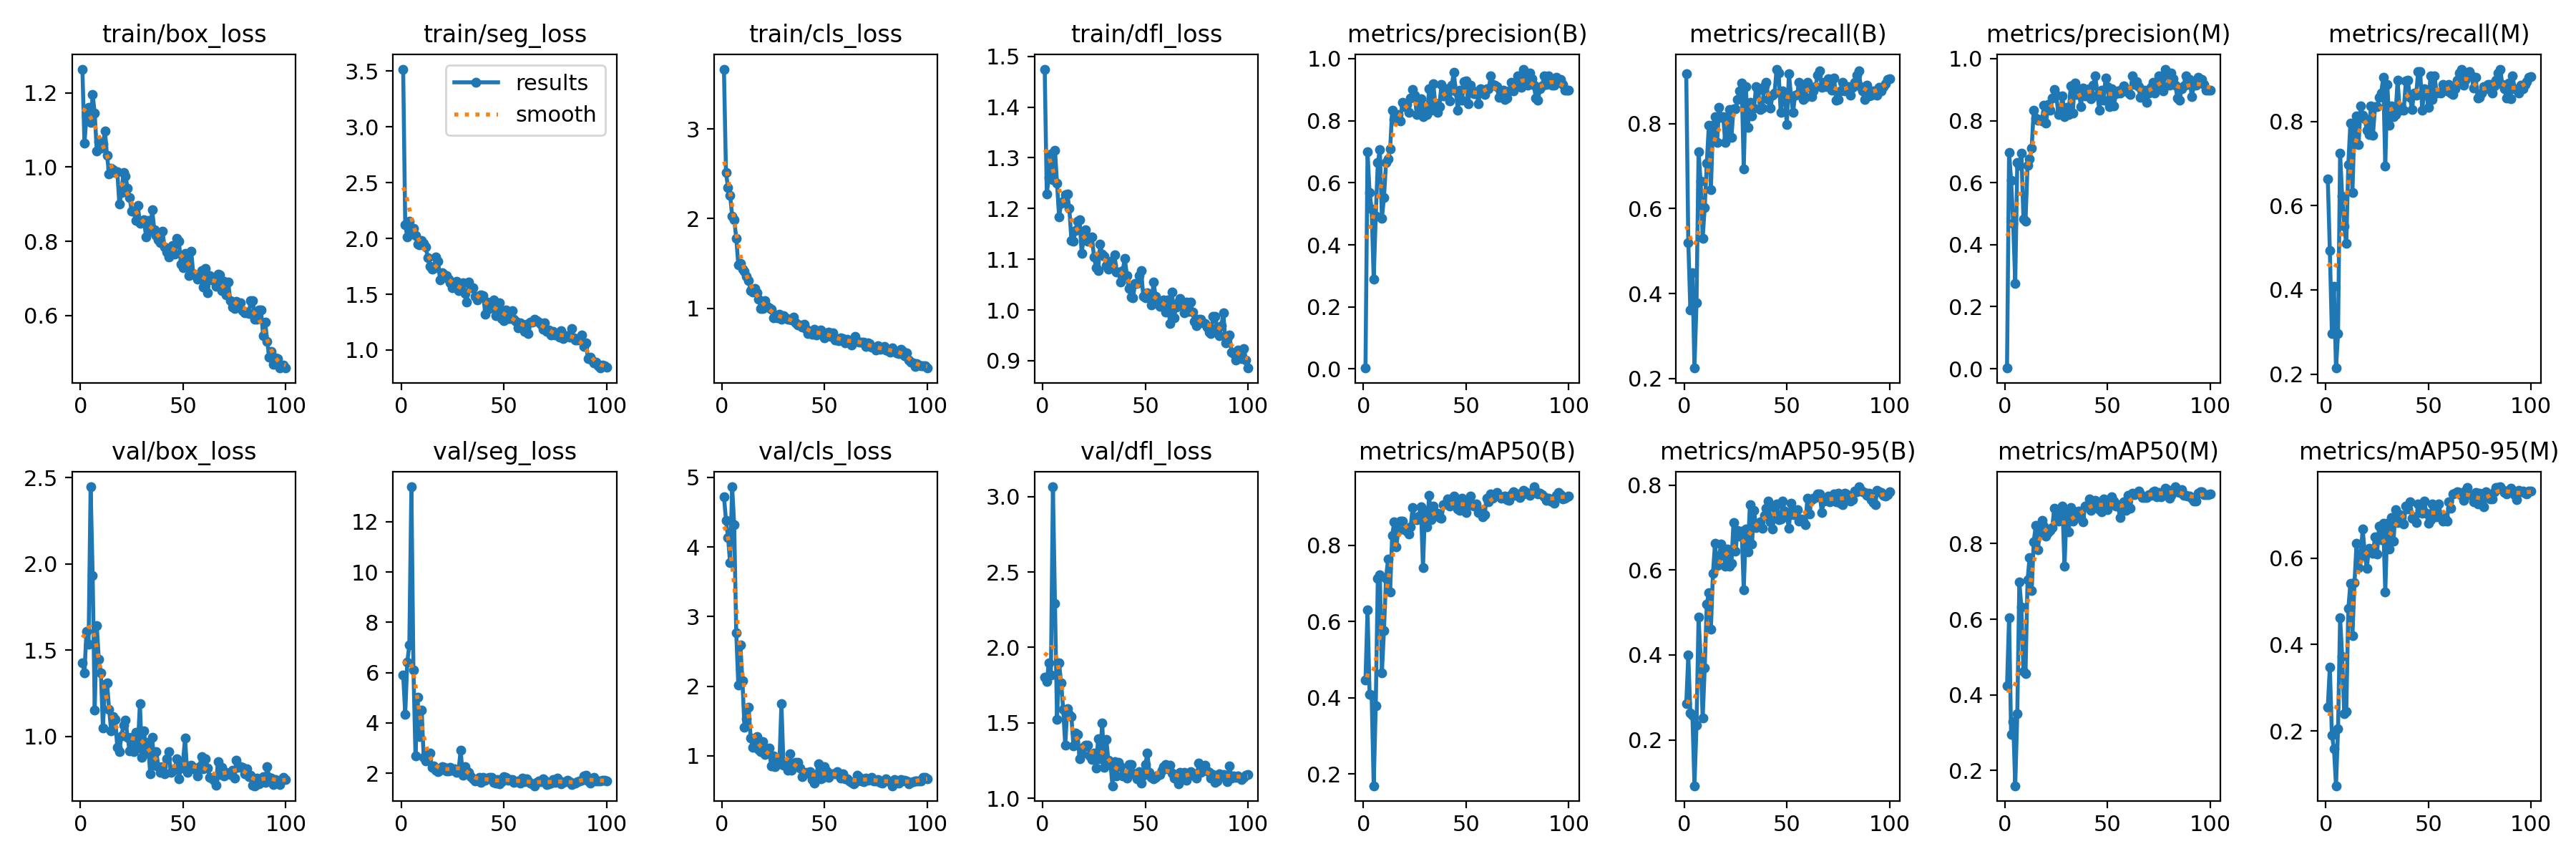 train/box_loss
train/seg_loss
train/cls_loss
train/dfl_loss
metrics/precision(B)
metrics/recall(B)
metrics/precision(M)
metrics/recall(M)
1.2
1.0
0.8
0.6
0 50 100
3.5
3.0
2.5
2.0
1.5
1.0
results
smooth
0 50 100
3
2
1
0 50 100
1.5
1.4
1.3
1.2
1.1
1.0
0.9
0 50 100
1.0
0.8
0.6
0.4
0.2
0.0
0 50 100
0.8
0.6
0.4
0.2
0 50 100
1.0
0.8
0.6
0.4
0.2
0.0
0 50 100
0.8
0.6
0.4
0.2
0 50 100
val/box_loss
val/seg_loss
val/cls_loss
val/dfl_loss
metrics/mAP50(B)
metrics/mAP50-95(B)
metrics/mAP50(M)
metrics/mAP50-95(M)
2.5
2.0
1.5
1.0
0 50 100
12
10
8
6
4
2
0 50 100
5
4
3
2
1
0 50 100
3.0
2.5
2.0
1.5
1.0
0 50 100
0.8
0.6
0.4
0.2
0 50 100
0.8
0.6
0.4
0.2
0 50 100
0.8
0.6
0.4
0.2
0 50 100
0.6
0.4
0.2
0 50 100